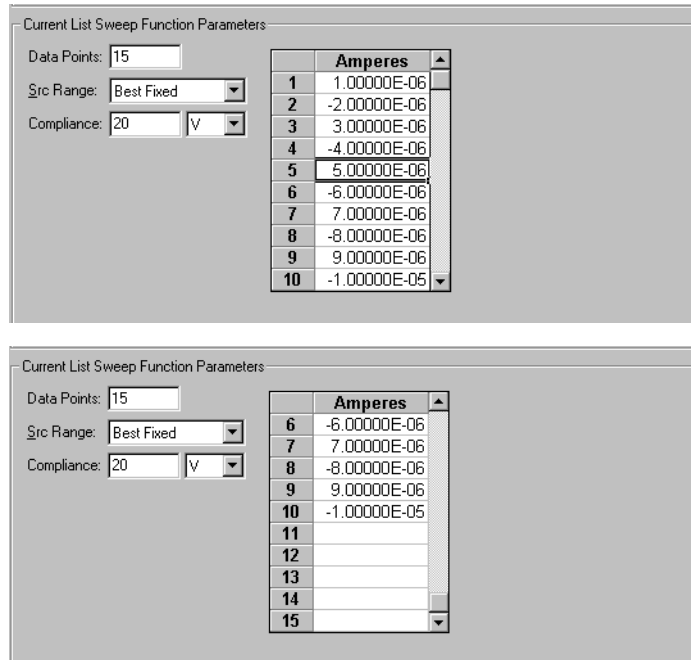 Current List Sweep Function Parameters
Data Points: 15
Src Range: Best Fixed
Compliance: 20 V
Amperes
1 1.00000E-06
2 -2.00000E-06
3 3.00000E-06
4 -4.00000E-06
5 5.00000E-06
6 -6.00000E-06
7 7.00000E-06
8 -8.00000E-06
9 9.00000E-06
10 -1.00000E-05
Current List Sweep Function Parameters
Data Points: 15
Src Range: Best Fixed
Compliance: 20 V
Amperes
6 -6.00000E-06
7 7.00000E-06
8 -8.00000E-06
9 9.00000E-06
10 -1.00000E-05
11
12
13
14
15